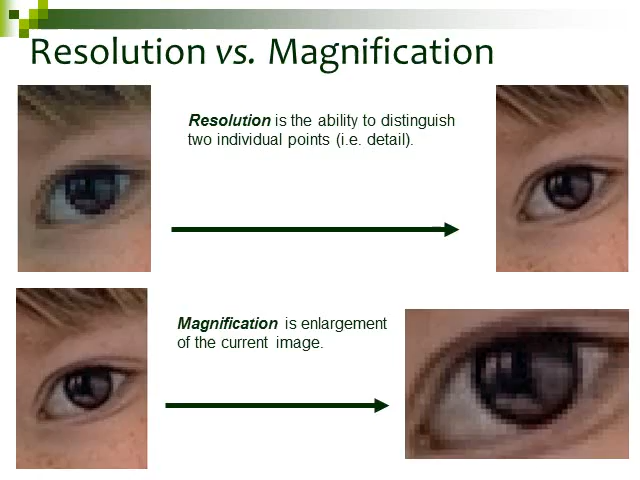 Resolution vs. Magnification
Resolution is the ability to distinguish
two individual points (i.e. detail).
Magnification is enlargement
of the current image.